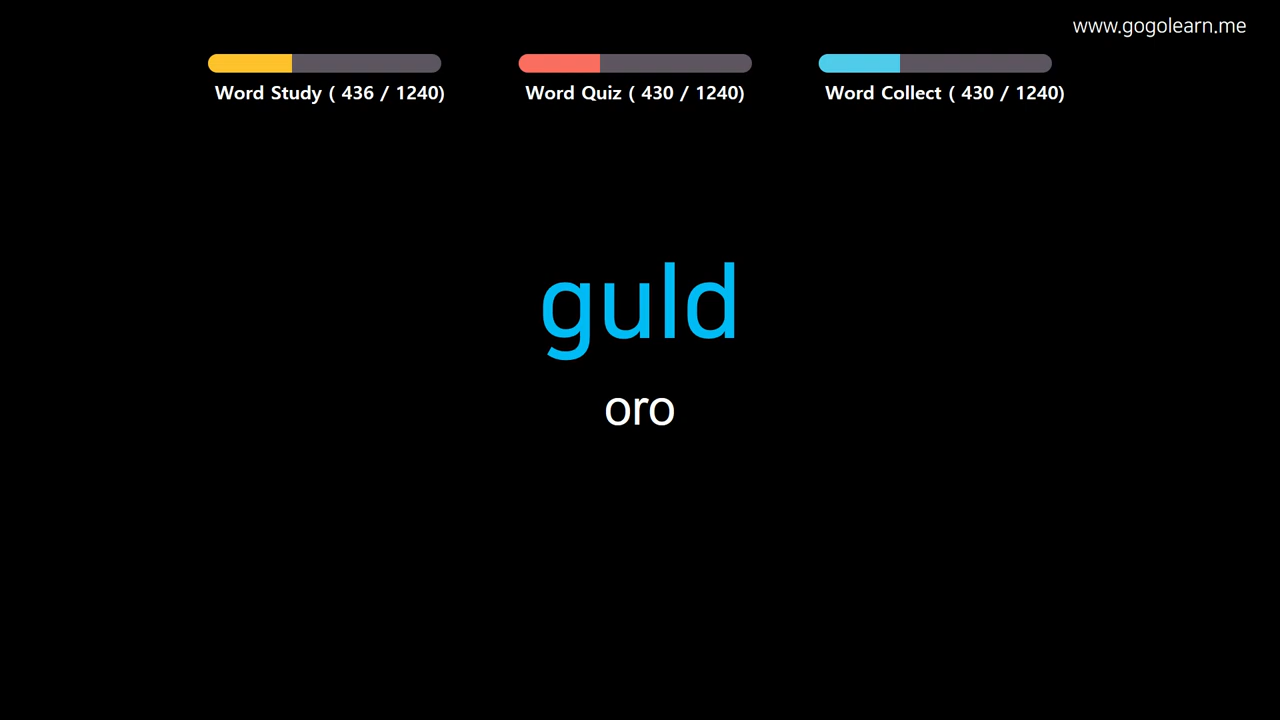 www.gogolearn.me
Word Study ( 436 / 1240)
Word Quiz ( 430 / 1240)
Word Collect ( 430 / 1240)
guld
oro